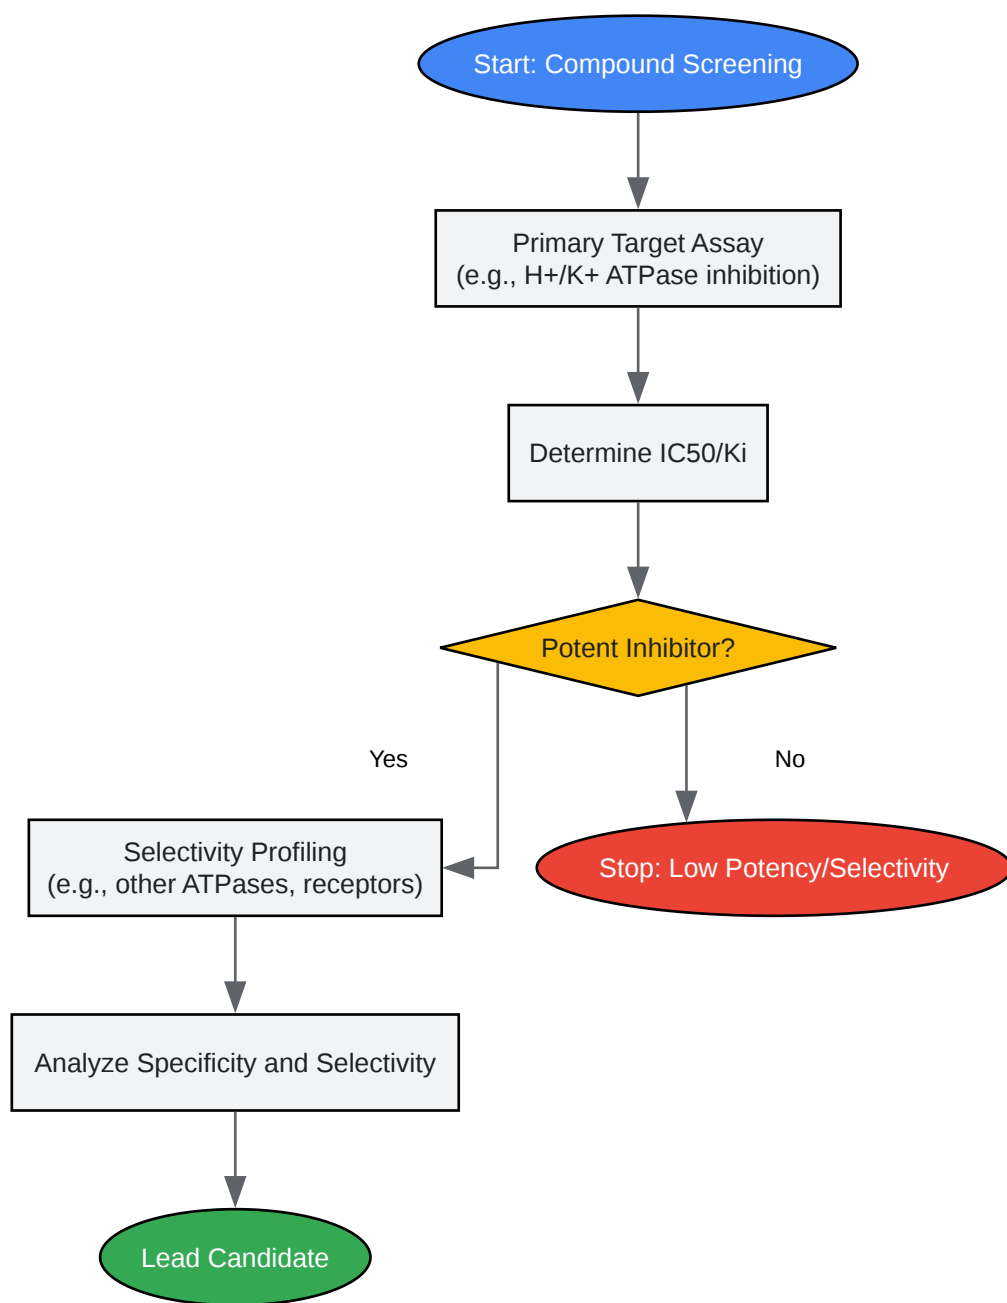 Start: Compound Screening
Primary Target Assay
(e.g., H+/K+ ATPase inhibition)
Determine IC50/Ki
Potent Inhibitor?
Yes
No
Selectivity Profiling
(e.g., other ATPases, receptors)
Stop: Low Potency/Selectivity
Analyze Specificity and Selectivity
Lead Candidate